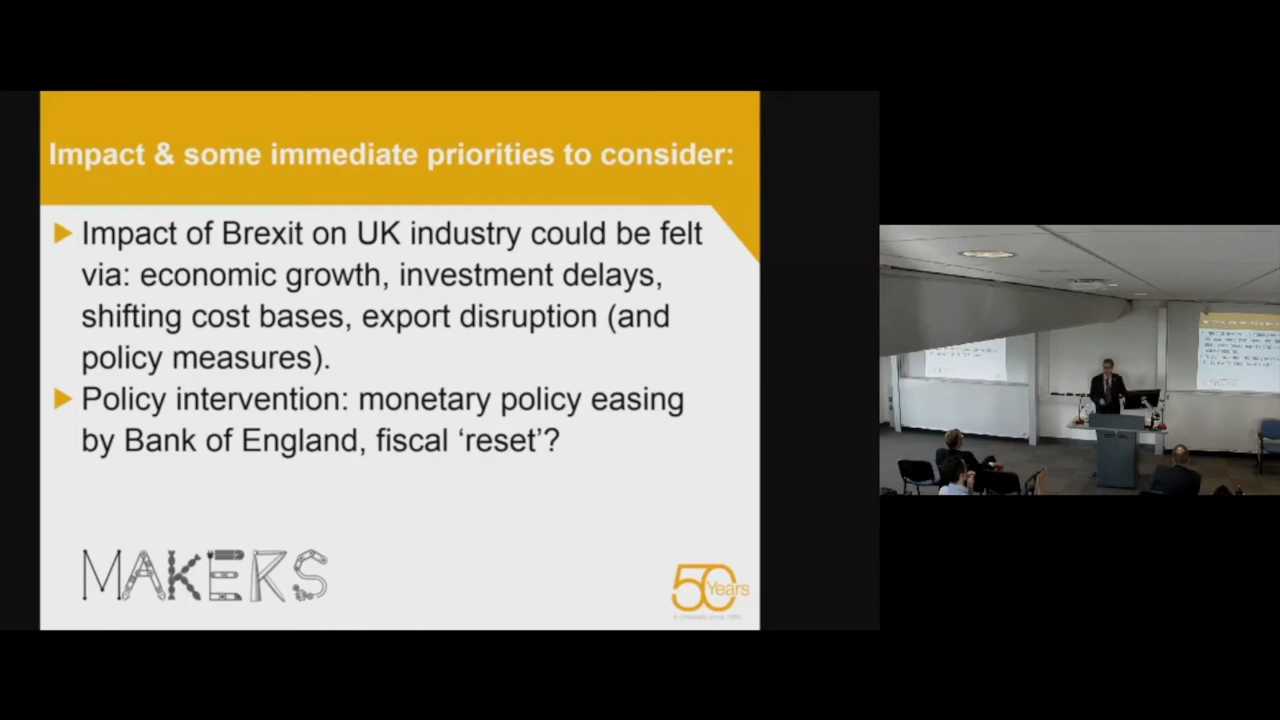 Impact & some immediate priorities to consider:
Impact of Brexit on UK industry could be felt
via: economic growth, investment delays,
shifting cost bases, export disruption (and
policy measures).
Policy intervention: monetary policy easing
by Bank of England, fiscal ‘reset’?
MAKERS
50
Years